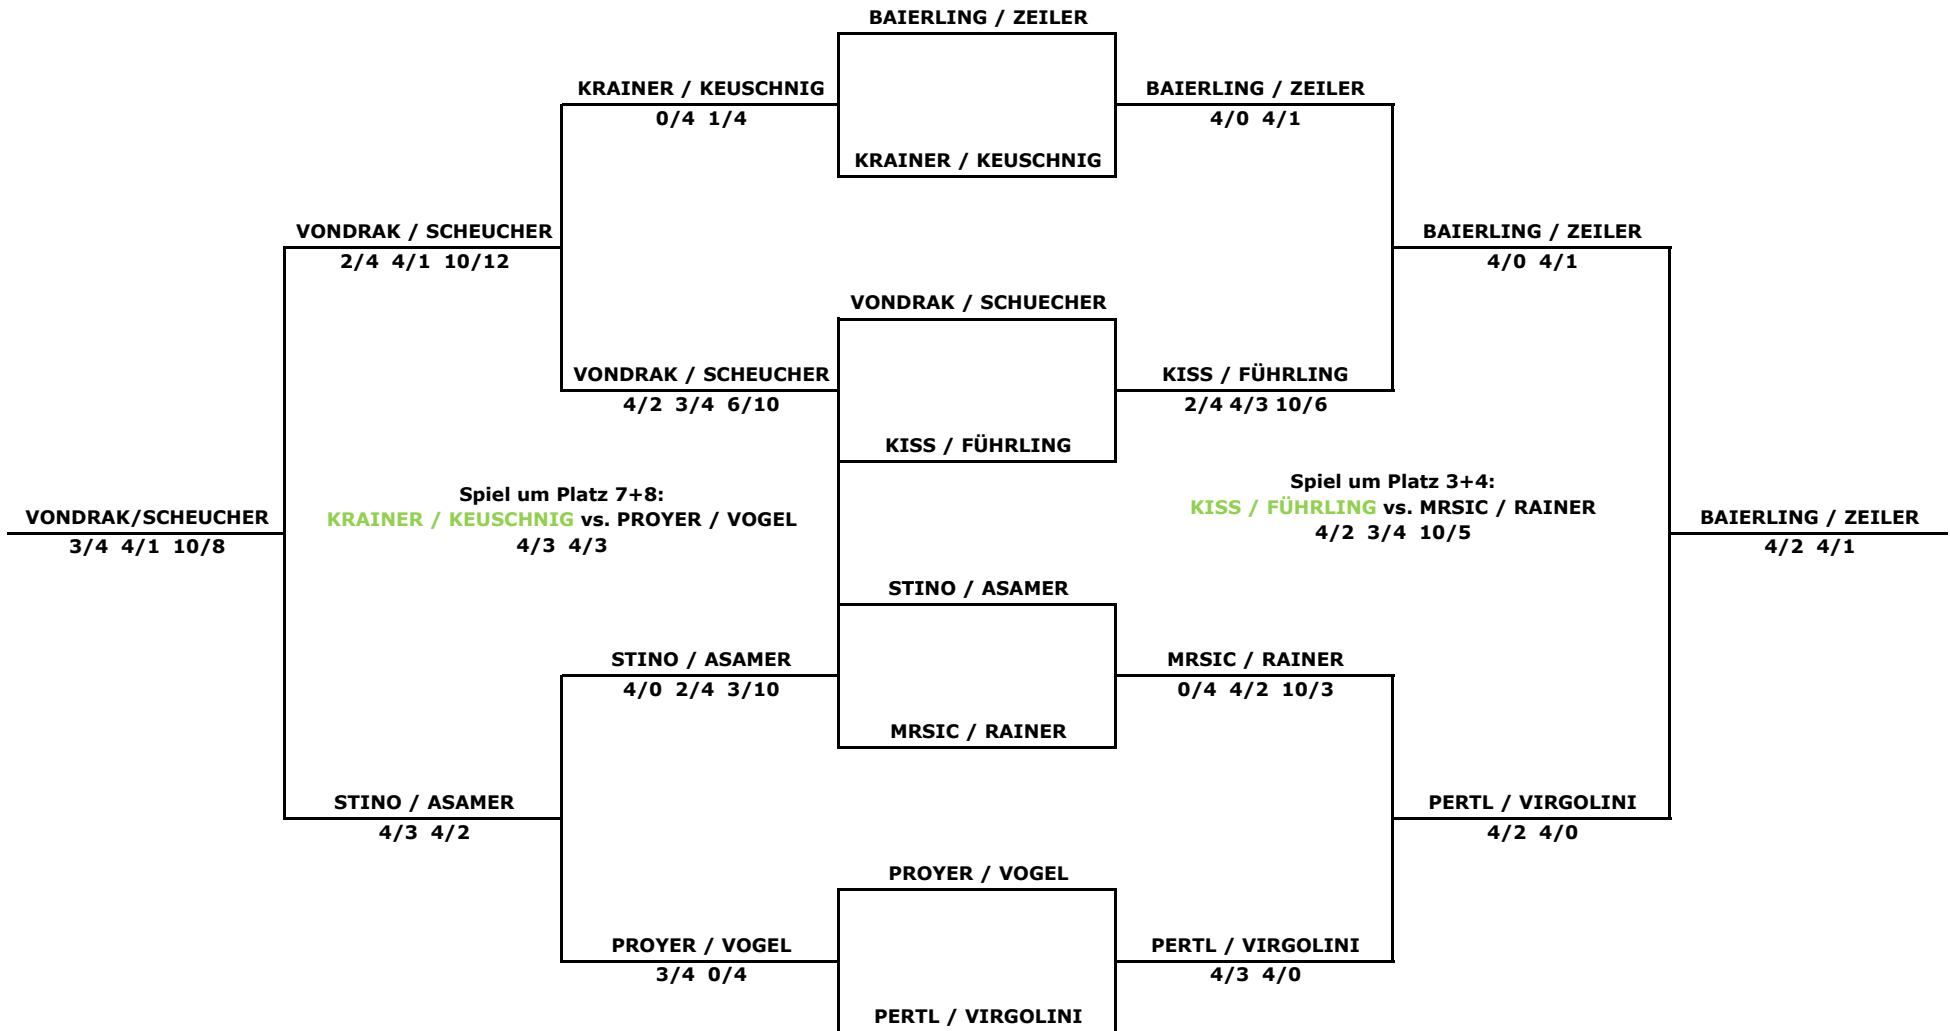 BAIERLING / ZEILER
KRAINER / KEUSCHNIG
BAIERLING / ZEILER
0/4 1/4
4/0 4/1
KRAINER / KEUSCHNIG
VONDRAK / SCHEUCHER
BAIERLING / ZEILER
2/4 4/1 10/12
4/0 4/1
VONDRAK / SCHUECHER
VONDRAK / SCHEUCHER
KISS / FÜHRLING
4/2 3/4 6/10
2/4 4/3 10/6
KISS / FÜHRLING
Spiel um Platz 7+8:
KRAINER / KEUSCHNIG vs. PROYER / VOGEL
4/3 4/3
Spiel um Platz 3+4:
KISS / FÜHRLING vs. MRSIC / RAINER
4/2 3/4 10/5
VONDRAK/SCHEUCHER
3/4 4/1 10/8
BAIERLING / ZEILER
4/2 4/1
STINO / ASAMER
STINO / ASAMER
MRSIC / RAINER
4/0 2/4 3/10
0/4 4/2 10/3
MRSIC / RAINER
STINO / ASAMER
PERTL / VIRGOLINI
4/3 4/2
4/2 4/0
PROYER / VOGEL
PROYER / VOGEL
PERTL / VIRGOLINI
3/4 0/4
4/3 4/0
PERTL / VIRGOLINI